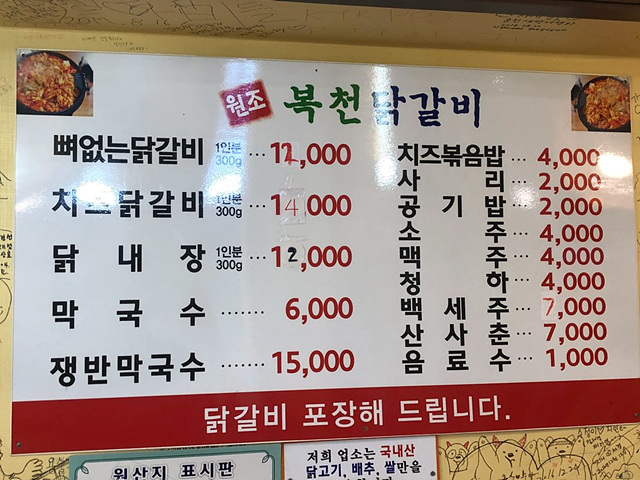 원조 복천닭갈비
뼈없는닭갈비 1인분 300g ··· 12,000
치즈닭갈비 1인분 300g ··· 14,000
닭내장 1인분 300g ··· 12,000
막국수 ······· 6,000
쟁반막국수 ······· 15,000
치즈볶음밥 ··· 4,000
사리 ··· 2,000
공기밥 ··· 2,000
소주 ··· 4,000
맥주 ··· 4,000
청하 ··· 4,000
백세주 ··· 7,000
산사춘 ··· 7,000
음료수 ··· 1,000
닭갈비 포장해 드립니다.
원산지 표시판
저희 업소는 국내산
닭고기, 배추, 쌀만을